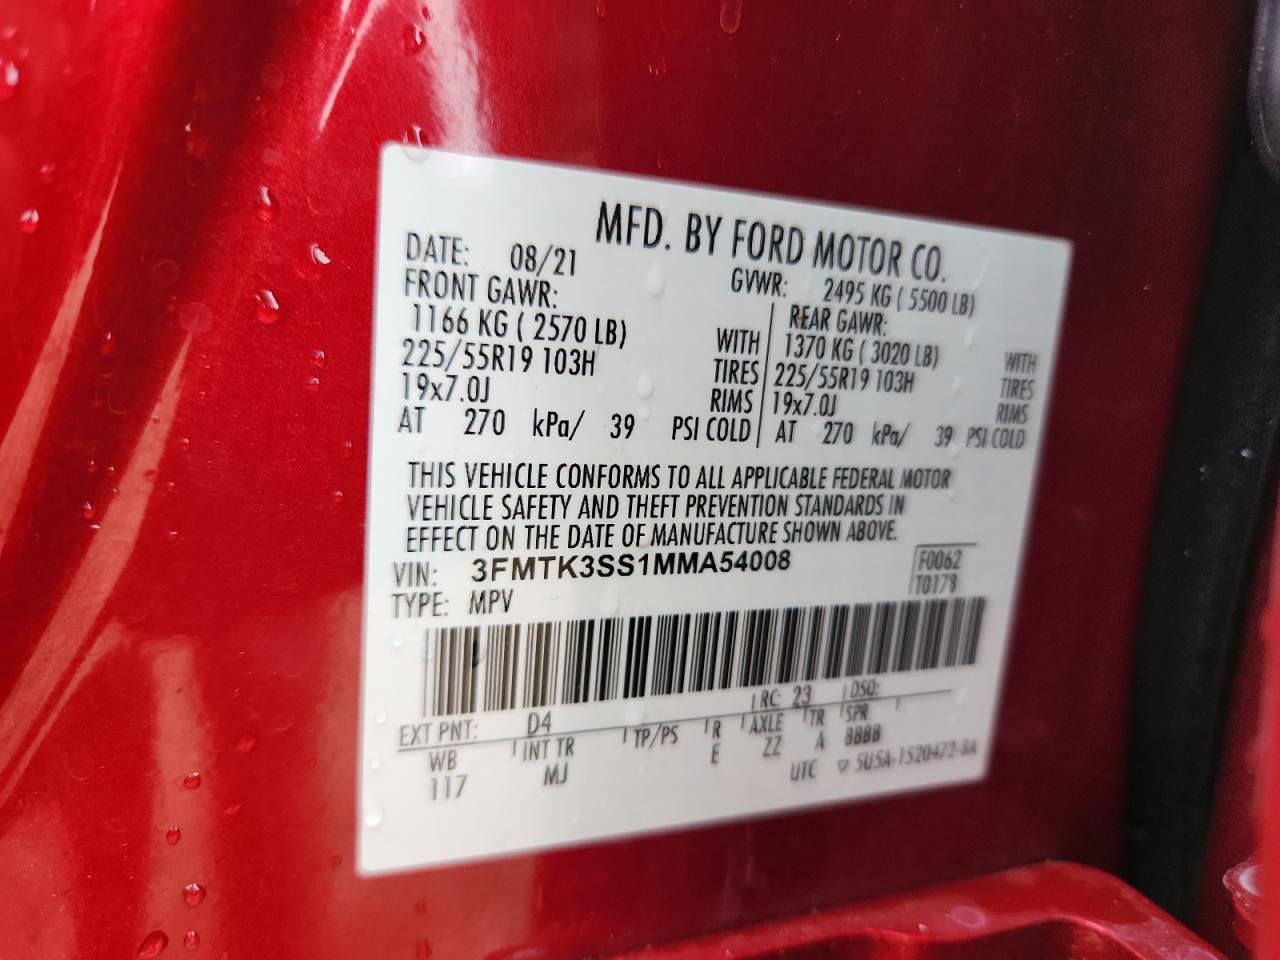 MFD. BY FORD MOTOR CO.
DATE: 08/21 GVWR: 2495 KG ( 5500 LB)
FRONT GAWR: REAR GAWR:
1166 KG ( 2570 LB) WITH 1370 KG ( 3020 LB) WITH
225/55R19 103H TIRES 225/55R19 103H TIRES
19x7.0J RIMS 19x7.0J RIMS
AT 270 kPa/ 39 PSI COLD AT 270 kPa/ 39 PSI COLD
THIS VEHICLE CONFORMS TO ALL APPLICABLE FEDERAL MOTOR
VEHICLE SAFETY AND THEFT PREVENTION STANDARDS IN
EFFECT ON THE DATE OF MANUFACTURE SHOWN ABOVE.
VIN: 3FMTK3SS1MMA54008 F0062
TYPE: MPV T0178
EXT PNT: D4 RC: 23 DSO:
WB INT TR TP/PS R AXLE TR SPR
117 MJ E ZZ A 8888
UTC ▽ 5U5A-1520472-BA